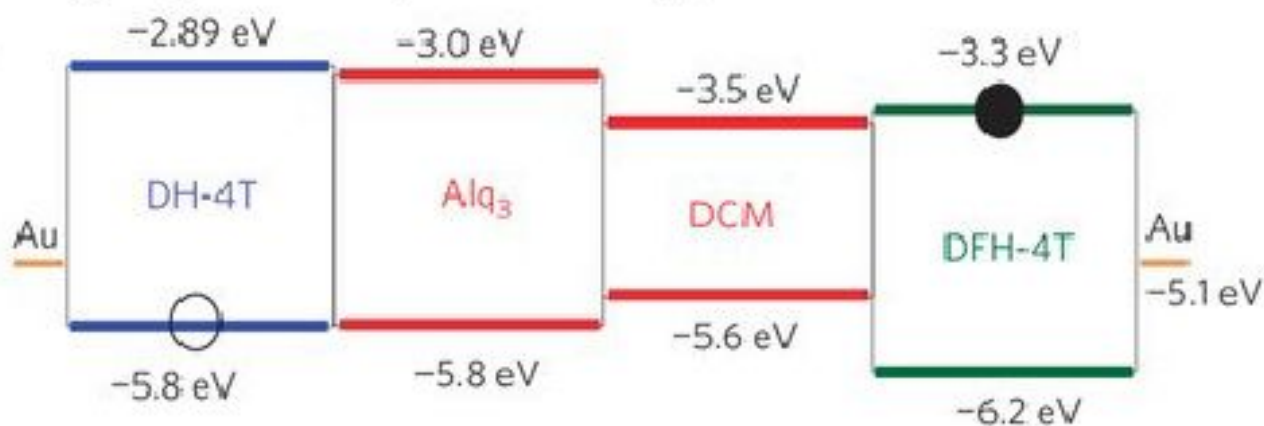 −2.89 eV
−3.0 eV
−3.5 eV
−3.3 eV
DH-4T
Alq₃
DCM
DFH-4T
Au
Au
−5.1 eV
−5.8 eV
−5.8 eV
−5.6 eV
−6.2 eV